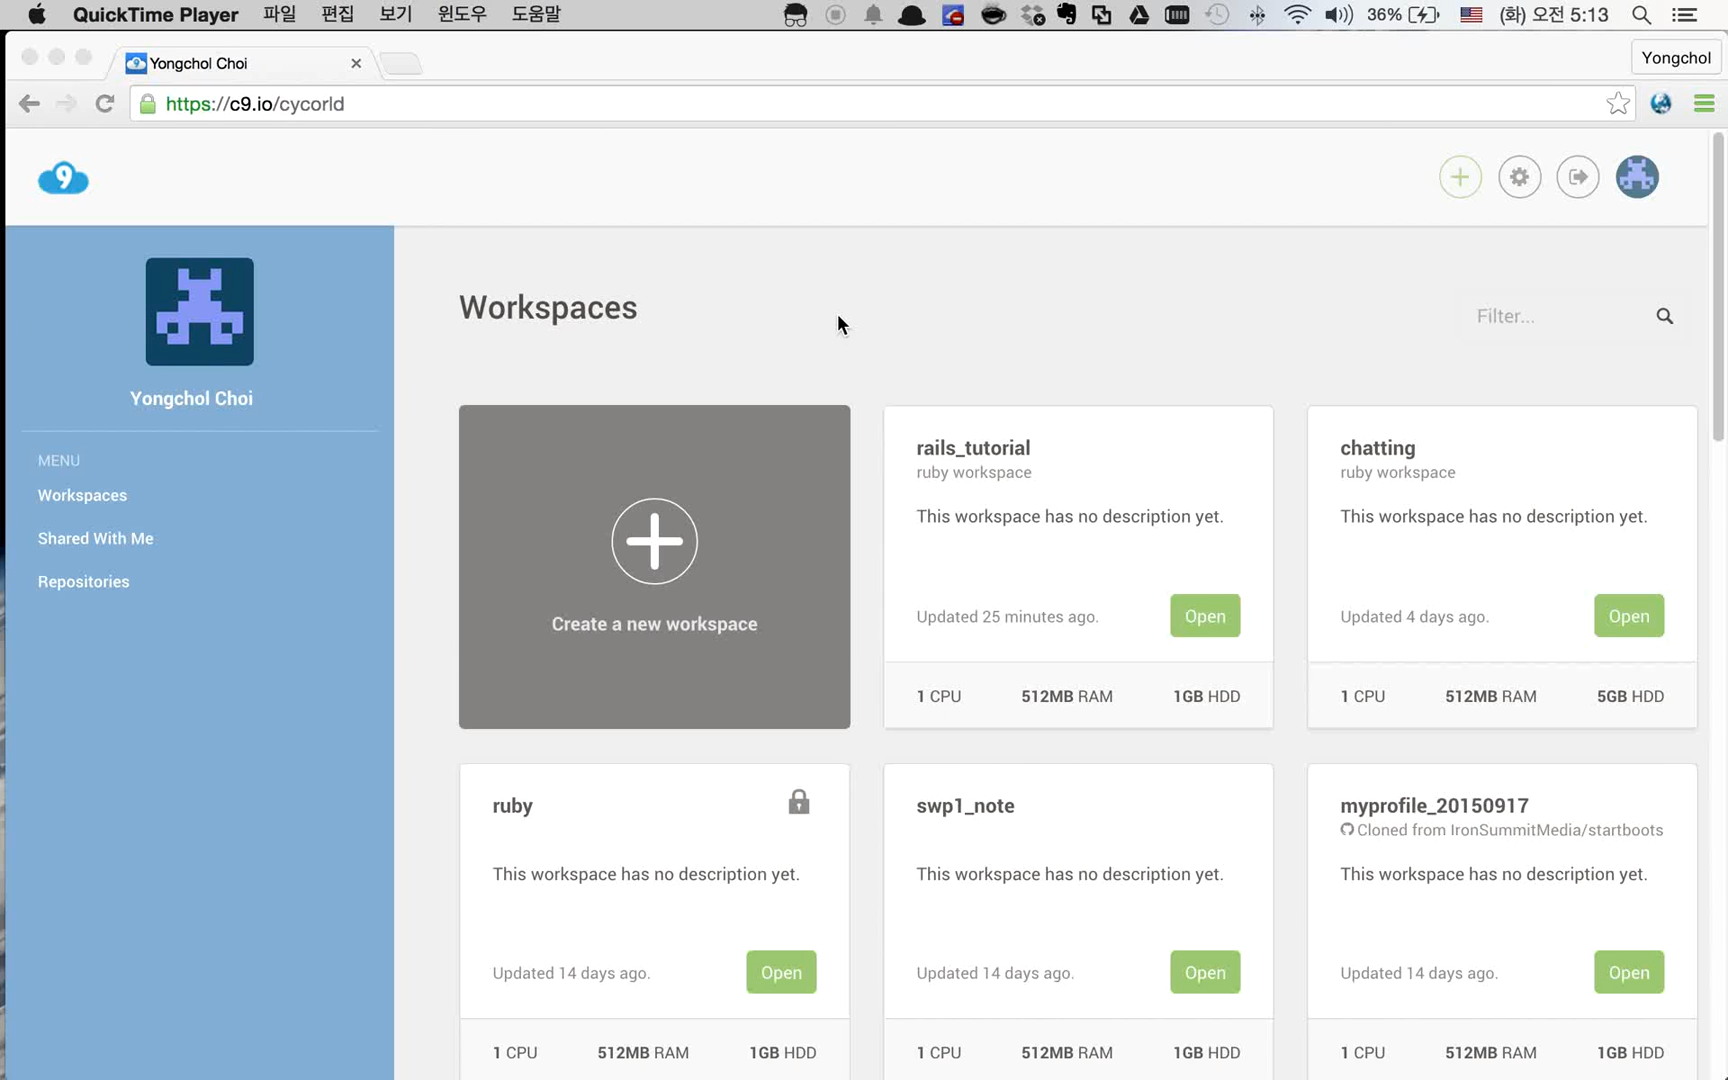 QuickTime Player 파일 편집 보기 윈도우 도움말 36% (화) 오전 5:13
Yongchol Choi
Yongchol
https://c9.io/cycorld
9
Yongchol Choi
MENU
Workspaces
Shared With Me
Repositories
Workspaces
Filter...
Create a new workspace
rails_tutorial
ruby workspace
This workspace has no description yet.
Updated 25 minutes ago.
Open
1 CPU 512MB RAM 1GB HDD
chatting
ruby workspace
This workspace has no description yet.
Updated 4 days ago.
Open
1 CPU 512MB RAM 5GB HDD
ruby
This workspace has no description yet.
Updated 14 days ago.
Open
1 CPU 512MB RAM 1GB HDD
swp1_note
This workspace has no description yet.
Updated 14 days ago.
Open
1 CPU 512MB RAM 1GB HDD
myprofile_20150917
Cloned from IronSummitMedia/startboots
This workspace has no description yet.
Updated 14 days ago.
Open
1 CPU 512MB RAM 1GB HDD